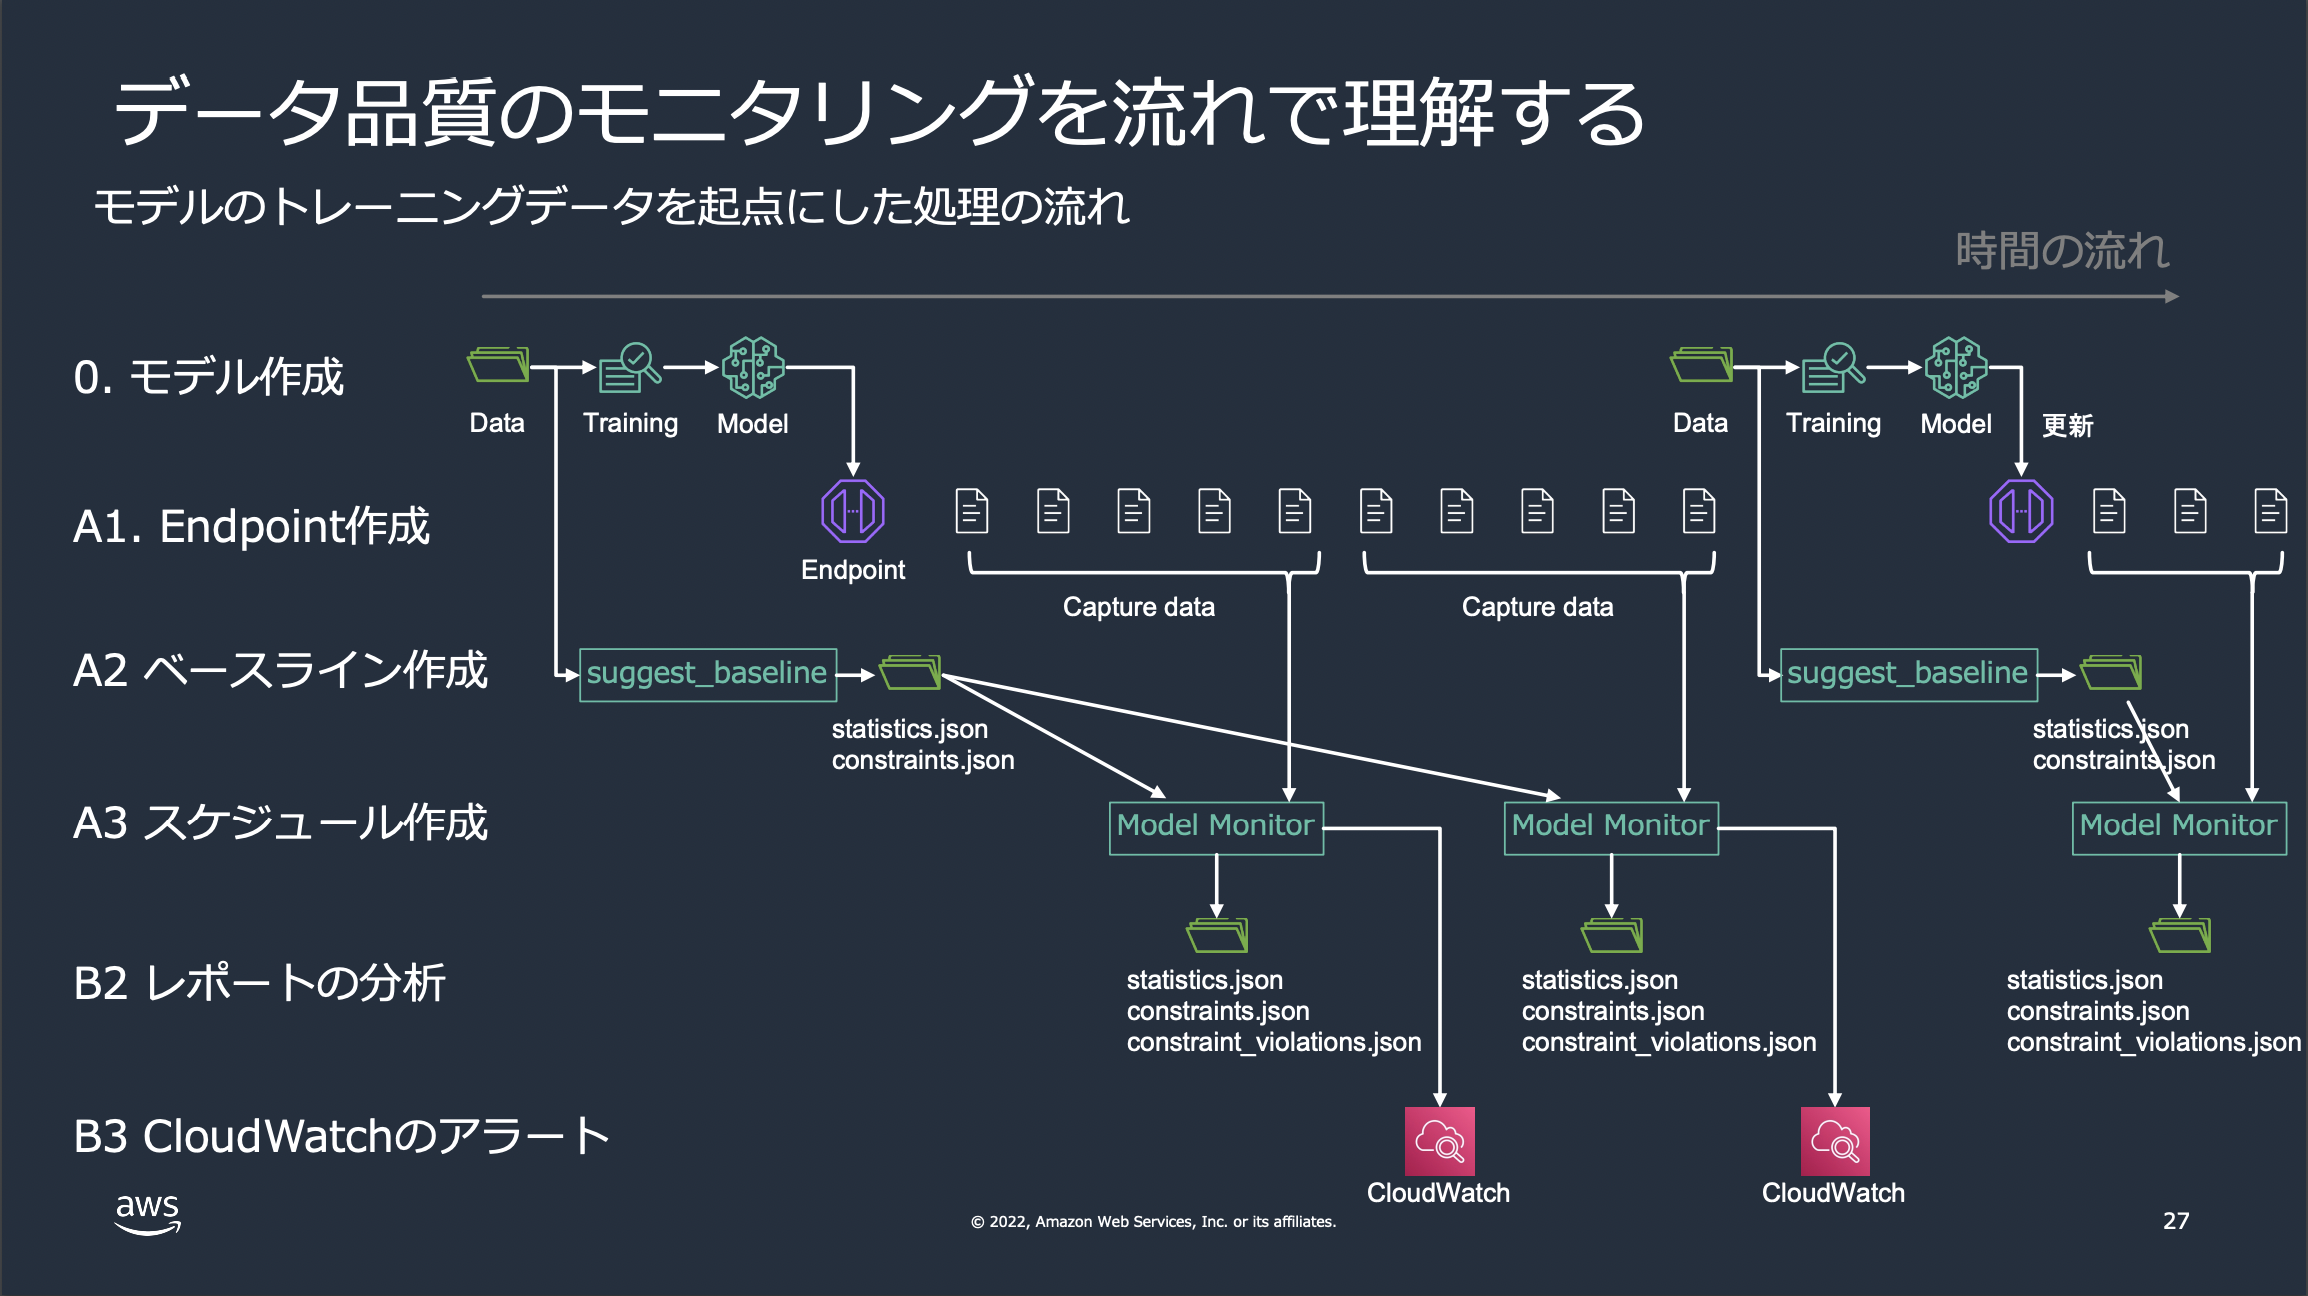 データ品質のモニタリングを流れで理解する
モデルのトレーニングデータを起点にした処理の流れ
時間の流れ
0. モデル作成
Data
Training
Model
Data
Training
Model
更新
A1. Endpoint作成
Endpoint
Capture data
Capture data
A2 ベースライン作成
suggest_baseline
statistics.json
constraints.json
suggest_baseline
statistics.json
constraints.json
A3 スケジュール作成
Model Monitor
Model Monitor
Model Monitor
B2 レポートの分析
statistics.json
constraints.json
constraint_violations.json
statistics.json
constraints.json
constraint_violations.json
statistics.json
constraints.json
constraint_violations.json
B3 CloudWatchのアラート
CloudWatch
CloudWatch
aws
© 2022, Amazon Web Services, Inc. or its affiliates.
27